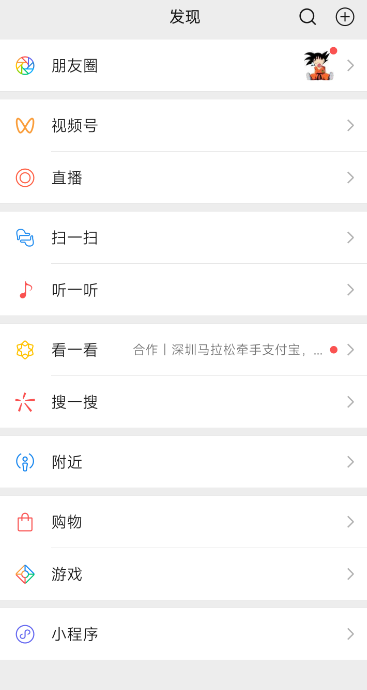 发现
朋友圈
视频号
直播
扫一扫
听一听
看一看 合作丨深圳马拉松牵手支付宝，...
搜一搜
附近
购物
游戏
小程序